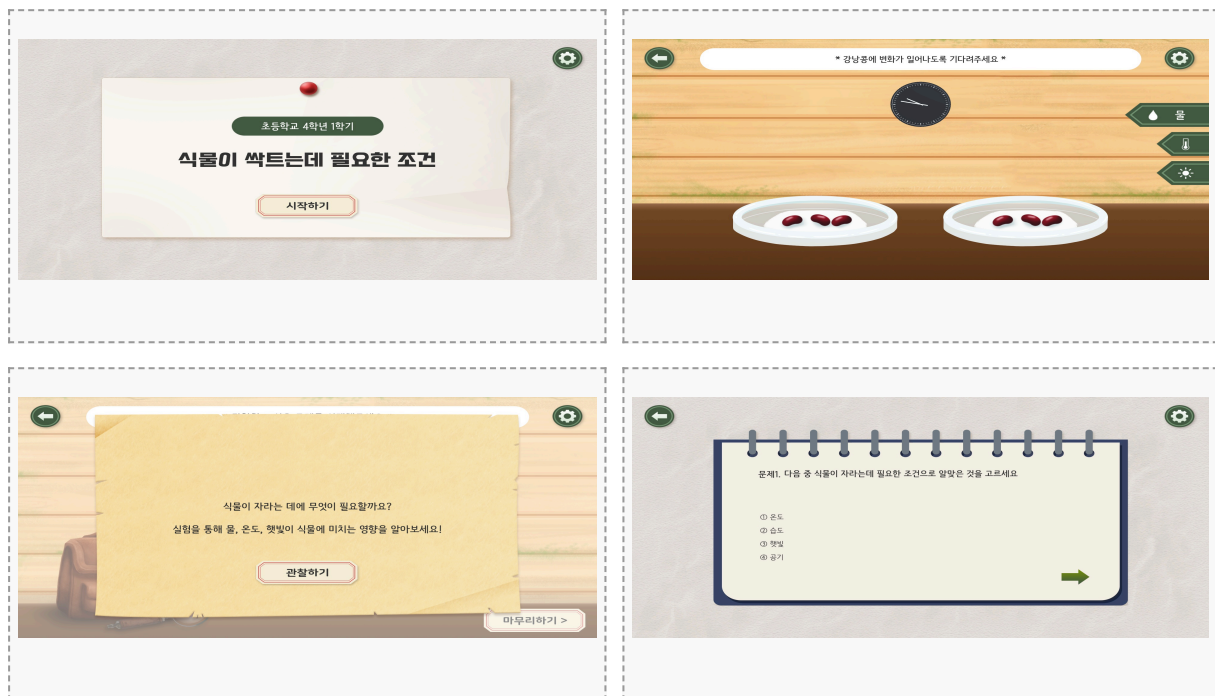 초등학교 4학년 1학기
식물이 싹트는데 필요한 조건
시작하기
* 강낭콩에 변화가 일어나도록 기다려주세요 *
물
식물이 자라는 데에 무엇이 필요할까요?
실험을 통해 물, 온도, 햇빛이 식물에 미치는 영향을 알아보세요!
관찰하기
마무리하기 >
문제1. 다음 중 식물이 자라는데 필요한 조건으로 알맞은 것을 고르세요
① 온도
② 습도
③ 햇빛
④ 공기